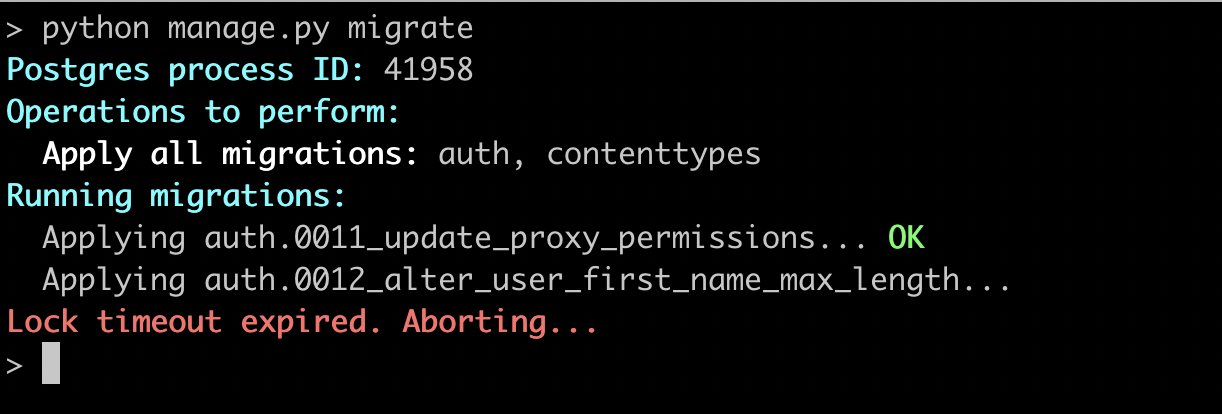 > python manage.py migrate
Postgres process ID: 41958
Operations to perform:
  Apply all migrations: auth, contenttypes
Running migrations:
  Applying auth.0011_update_proxy_permissions... OK
  Applying auth.0012_alter_user_first_name_max_length...
Lock timeout expired. Aborting...
>